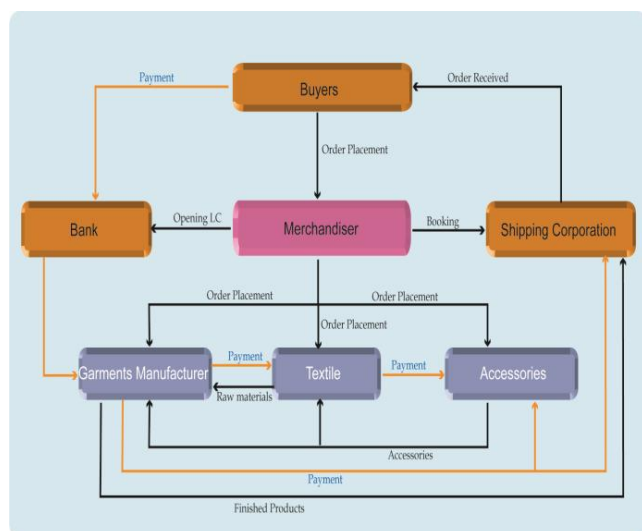 Payment
Order Received
Buyers
Order Placement
Bank
Opening LC
Merchandiser
Booking
Shipping Corporation
Order Placement
Order Placement
Order Placement
Garments Manufacturer
Payment
Textile
Payment
Accessories
Raw materials
Accessories
Payment
Finished Products